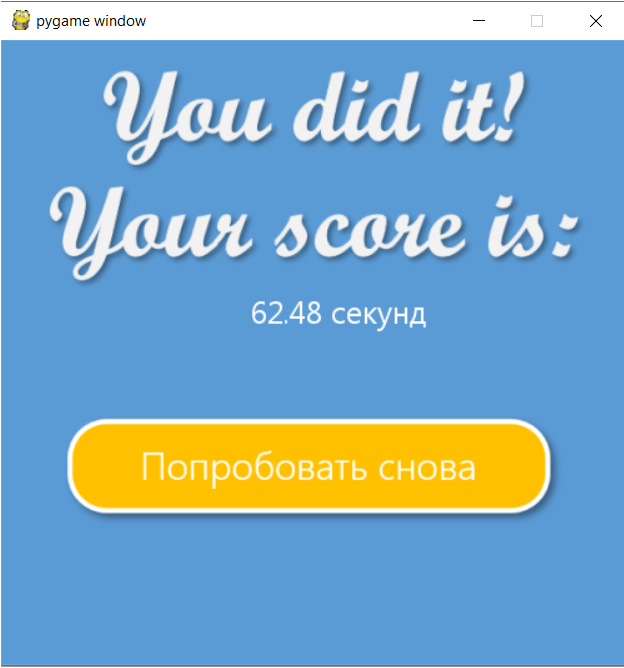 pygame window
You did it!
Your score is:
62.48 секунд
Попробовать снова